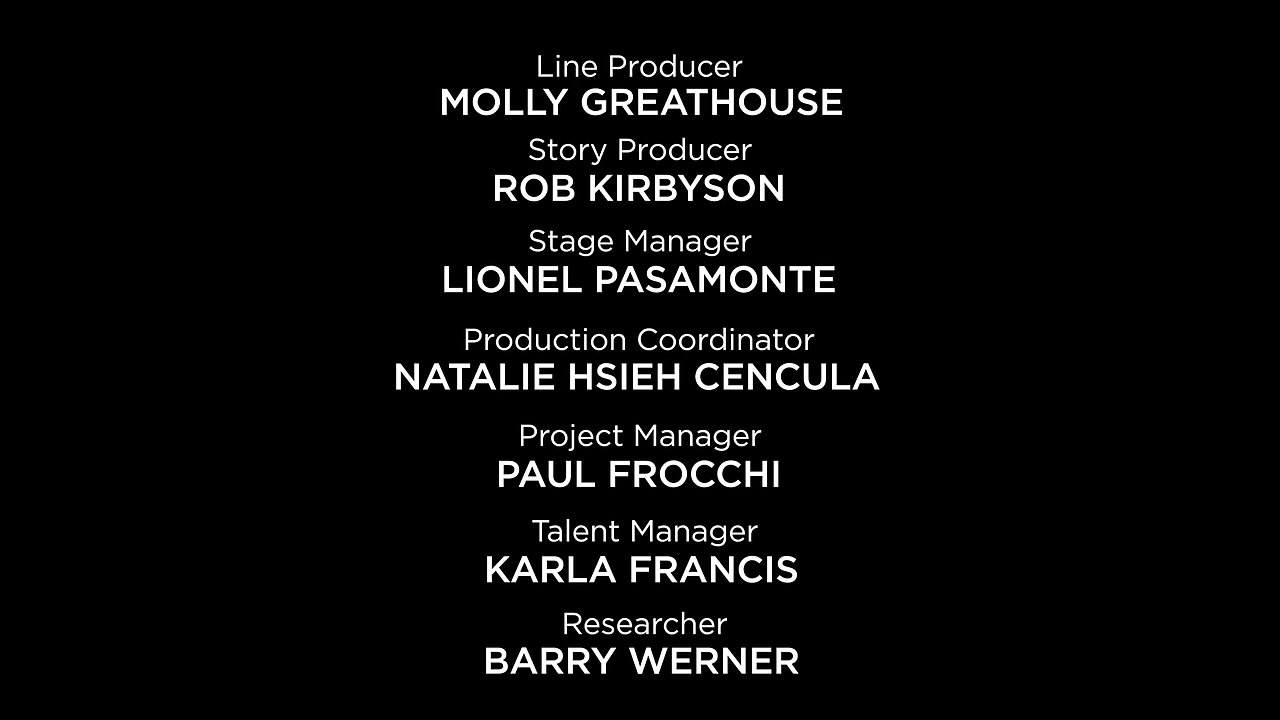 Line Producer
MOLLY GREATHOUSE
Story Producer
ROB KIRBYSON
Stage Manager
LIONEL PASAMONTE
Production Coordinator
NATALIE HSIEH CENCULA
Project Manager
PAUL FROCCHI
Talent Manager
KARLA FRANCIS
Researcher
BARRY WERNER